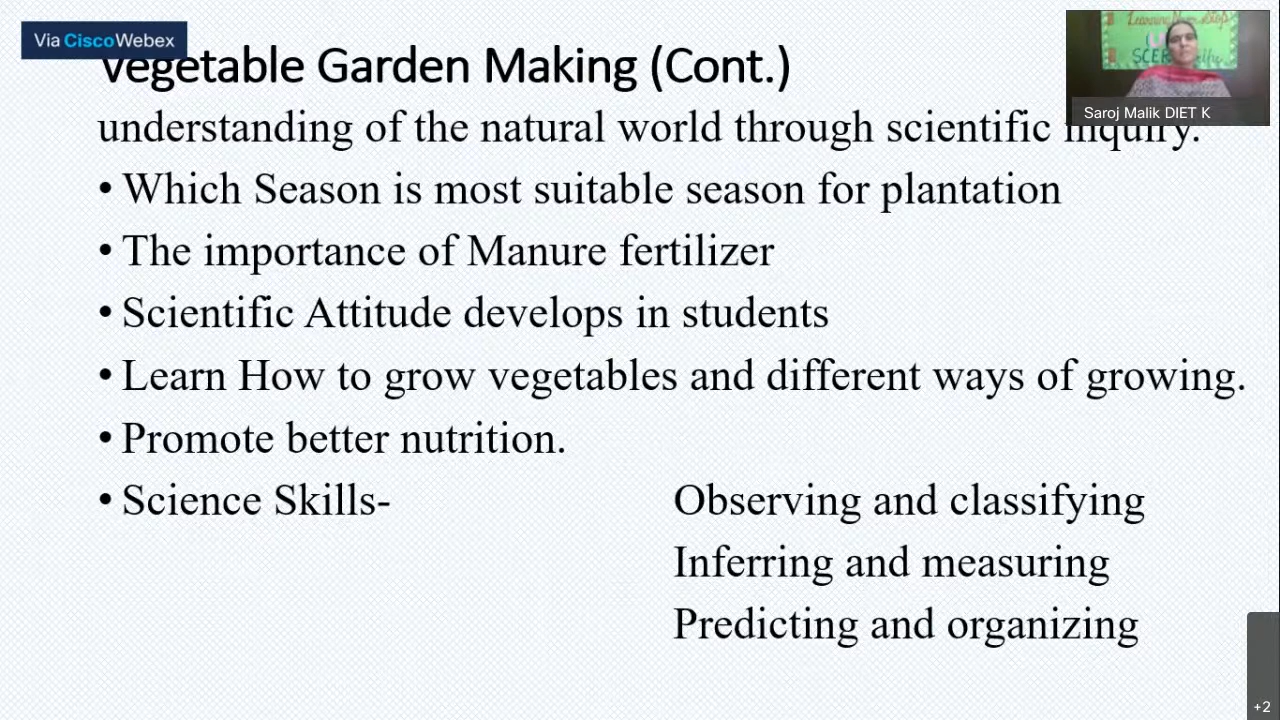 Via CiscoWebex
Vegetable Garden Making (Cont.)
understanding of the natural world through scientific inquiry.
• Which Season is most suitable season for plantation
• The importance of Manure fertilizer
• Scientific Attitude develops in students
• Learn How to grow vegetables and different ways of growing.
• Promote better nutrition.
• Science Skills- Observing and classifying
Inferring and measuring
Predicting and organizing
Saroj Malik DIET K
+2